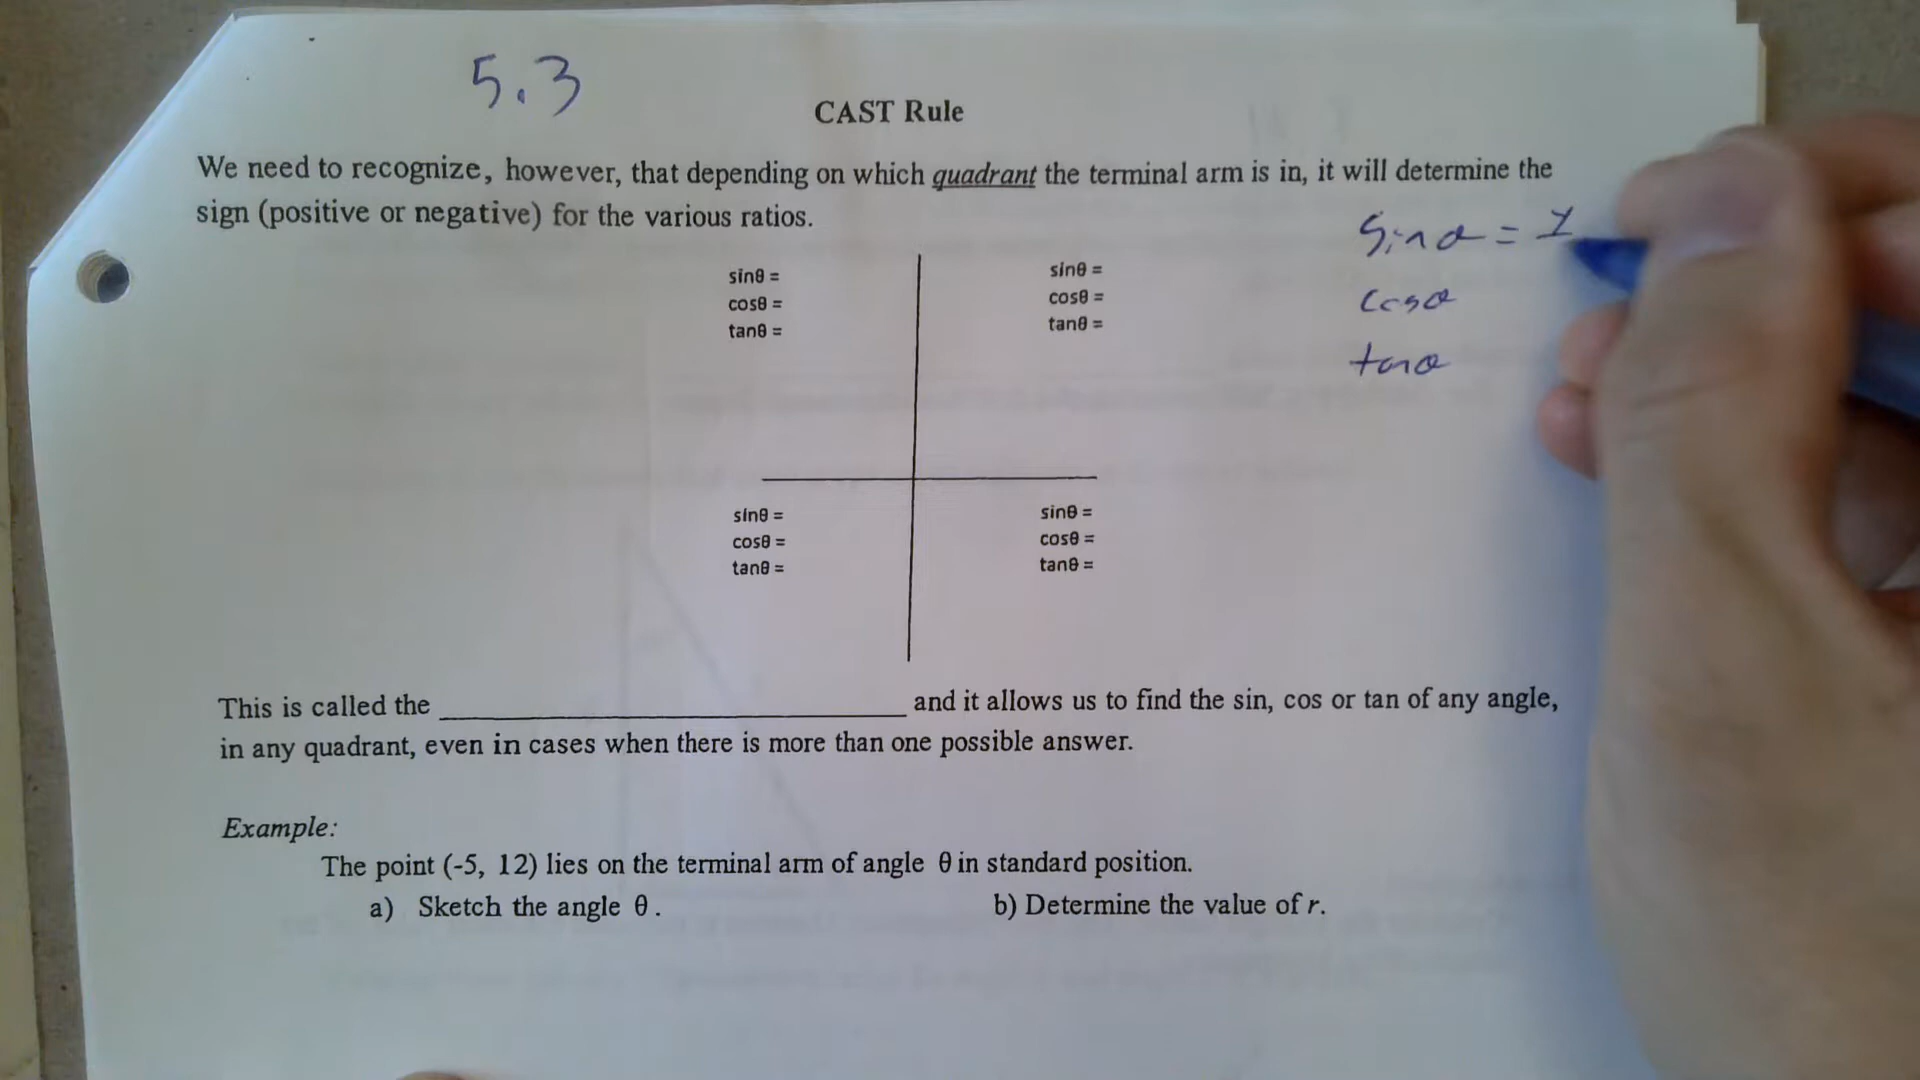 5.3
CAST Rule
We need to recognize, however, that depending on which quadrant the terminal arm is in, it will determine the
sign (positive or negative) for the various ratios.
sinθ =
cosθ =
tanθ =
sinθ =
cosθ =
tanθ =
sinθ =
cosθ
tanθ
sinθ =
cosθ =
tanθ =
sinθ =
cosθ =
tanθ =
This is called the ________________ and it allows us to find the sin, cos or tan of any angle,
in any quadrant, even in cases when there is more than one possible answer.
Example:
The point (-5, 12) lies on the terminal arm of angle θ in standard position.
a) Sketch the angle θ.
b) Determine the value of r.